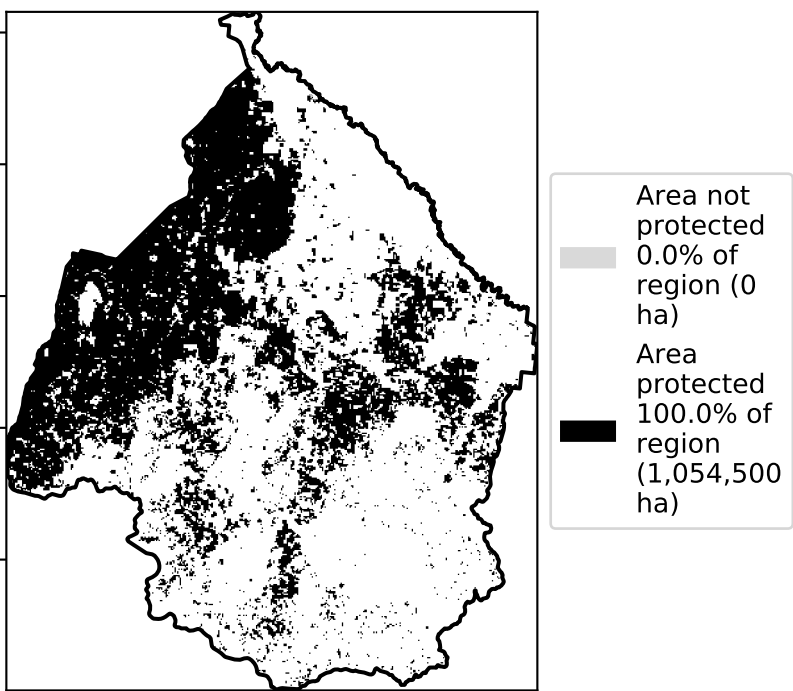 Area not
protected
0.0% of
region (0
ha)
Area
protected
100.0% of
region
(1,054,500
ha)